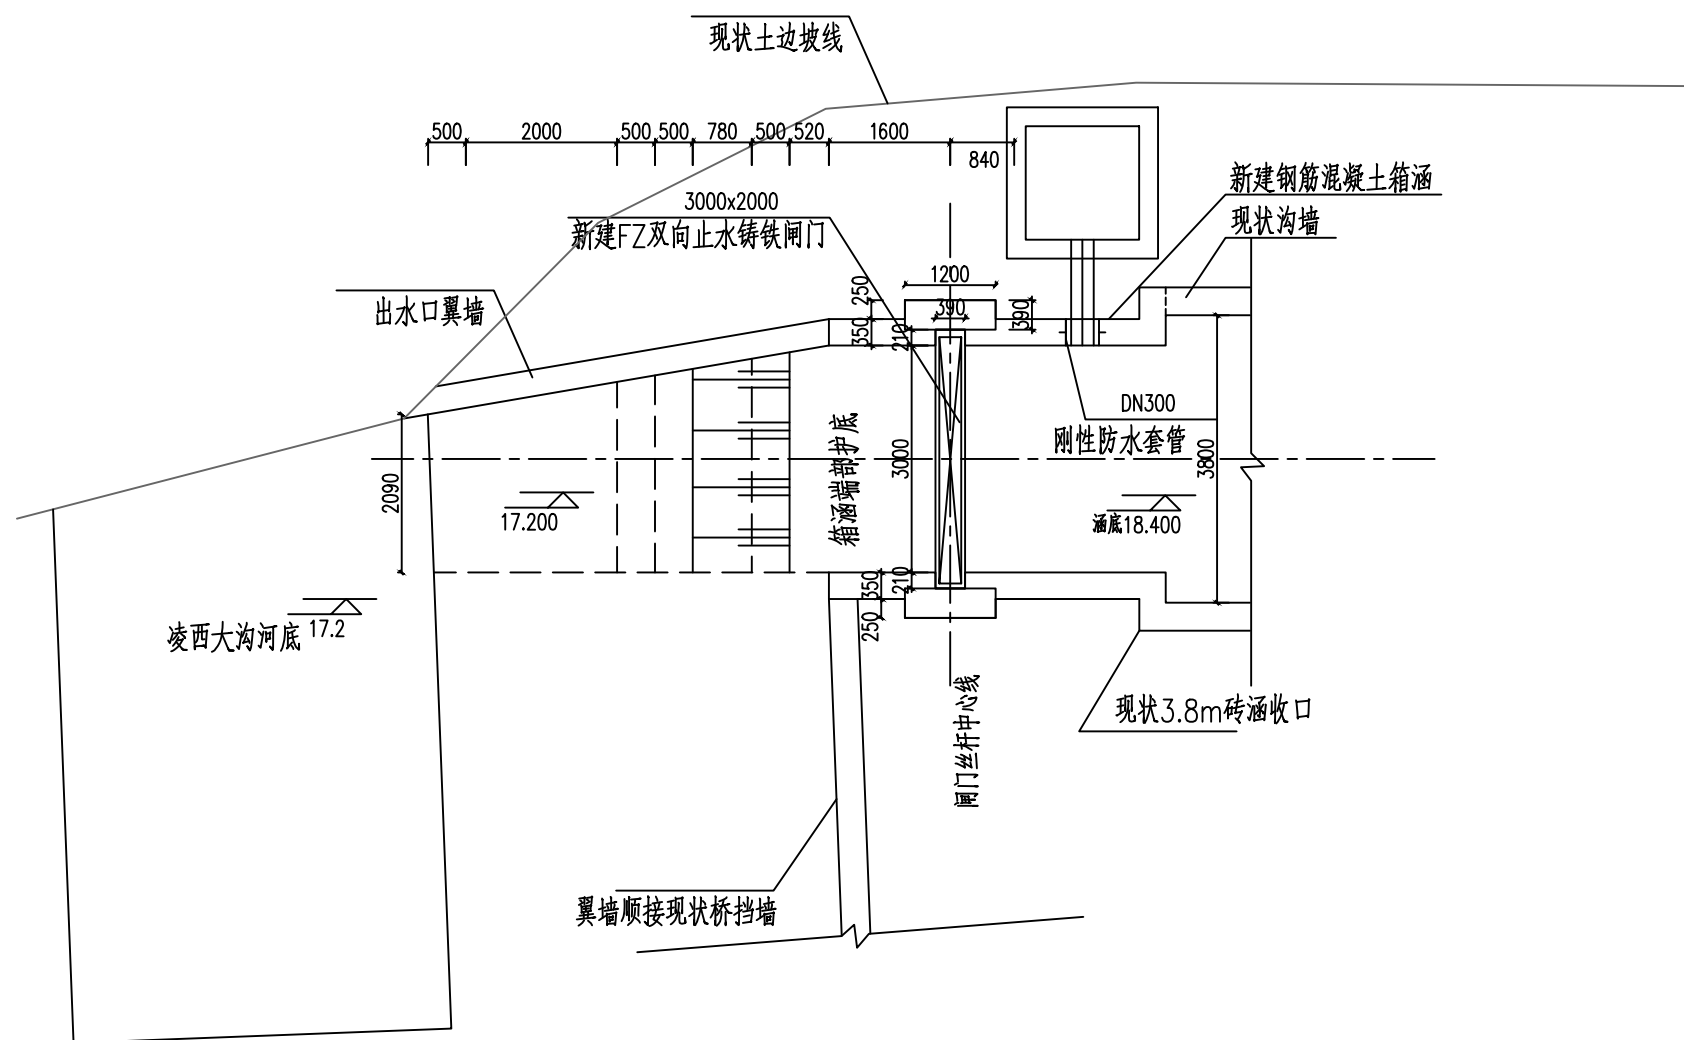 现状土边坡线
500
2000
500
500
780
500
520
1600
840
新建钢筋混凝土箱涵
现状沟墙
3000x2000
新建FZ双向止水铸铁闸门
1200
250
390
390
出水口翼墙
350
210
DN300
刚性防水套管
箱涵端部护底
3000
3800
2090
17.200
涵底18.400
350
210
250
凌西大沟河底
17.2
闸门丝杆中心线
现状3.8m砖涵收口
翼墙顺接现状桥挡墙